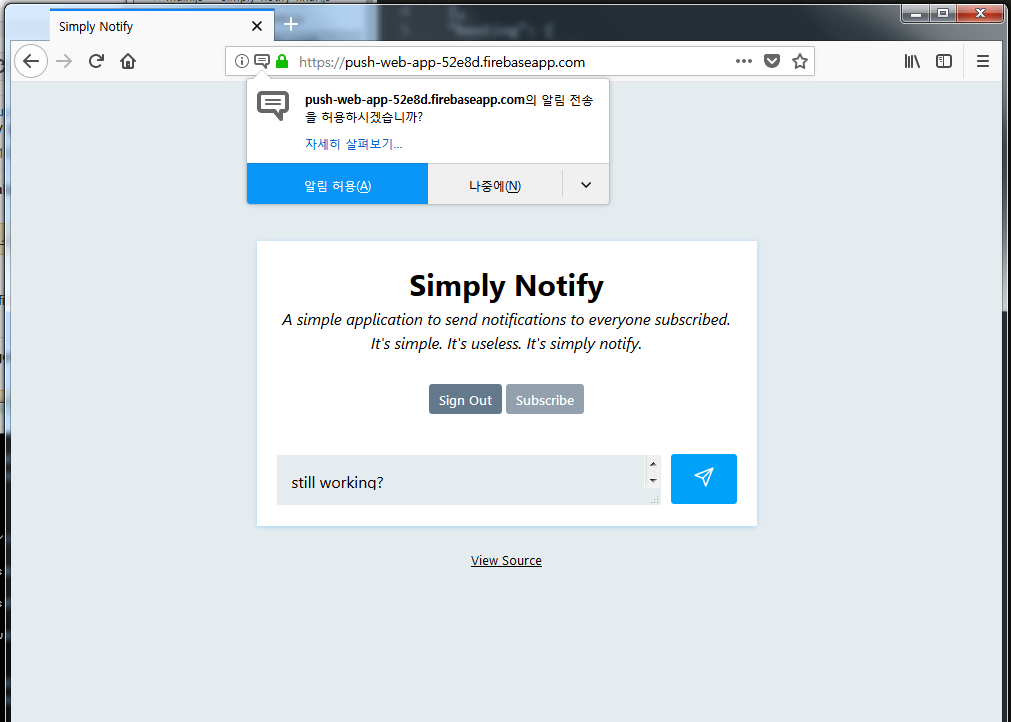 Simply Notify
https://push-web-app-52e8d.firebaseapp.com
push-web-app-52e8d.firebaseapp.com의 알림 전송
을 허용하시겠습니까?
자세히 살펴보기...
알림 허용(A) 나중에(N)
Simply Notify
A simple application to send notifications to everyone subscribed.
It's simple. It's useless. It's simply notify.
Sign Out Subscribe
still working?
View Source